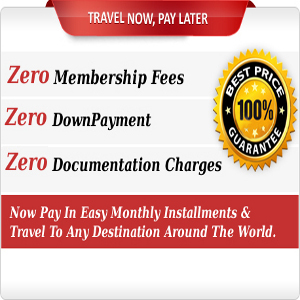 TRAVEL NOW, PAY LATER
Zero Membership Fees
Zero DownPayment
Zero Documentation Charges
BEST PRICE
100%
GUARANTEE
Now Pay In Easy Monthly Installments &
Travel To Any Destination Around The World.